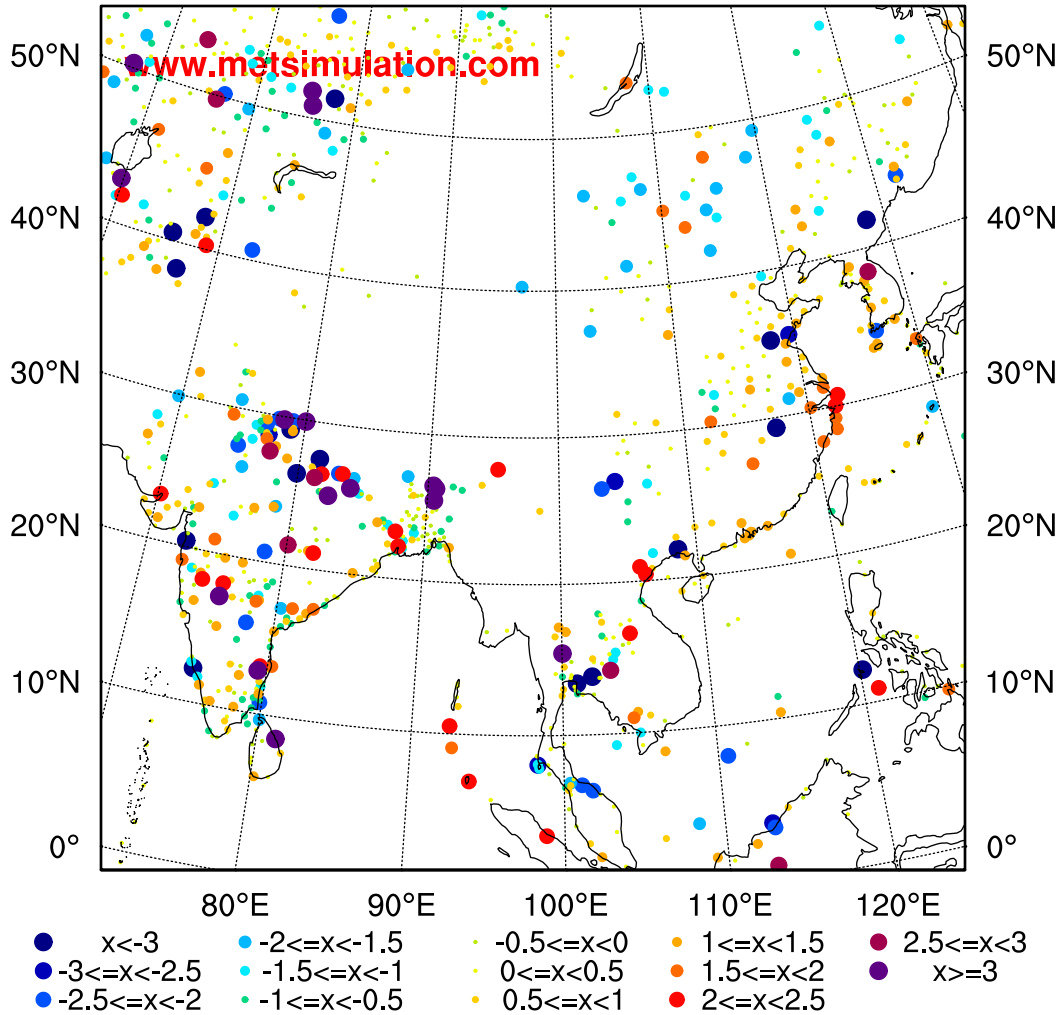 50°N 50°N
www.metsimulation.com
40°N 40°N
30°N 30°N
20°N 20°N
10°N 10°N
0° 0°
80°E 90°E 100°E 110°E 120°E
x<-3 -2<=x<-1.5 -0.5<=x<0 1<=x<1.5 2.5<=x<3
-3<=x<-2.5 -1.5<=x<-1 0<=x<0.5 1.5<=x<2 x>=3
-2.5<=x<-2 -1<=x<-0.5 0.5<=x<1 2<=x<2.5